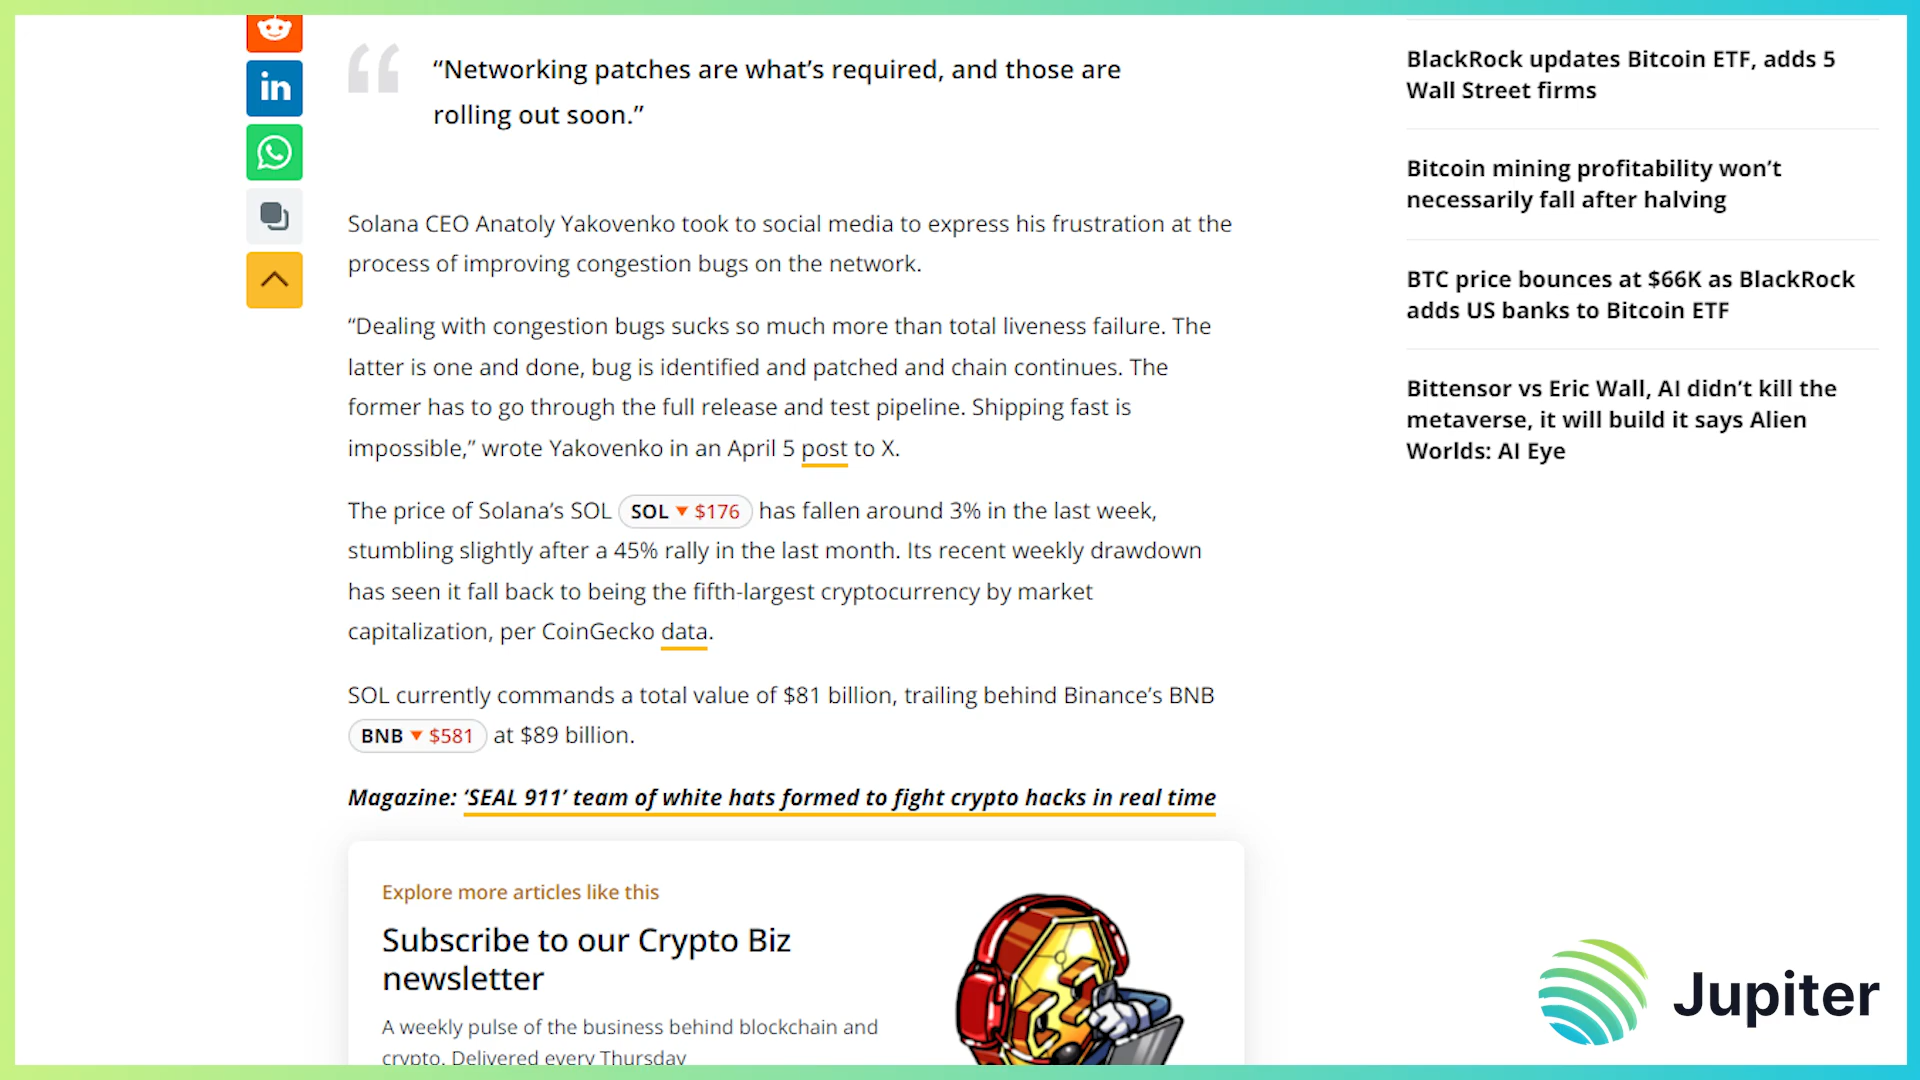 “Networking patches are what’s required, and those are
rolling out soon.”
Solana CEO Anatoly Yakovenko took to social media to express his frustration at the
process of improving congestion bugs on the network.
“Dealing with congestion bugs sucks so much more than total liveness failure. The
latter is one and done, bug is identified and patched and chain continues. The
former has to go through the full release and test pipeline. Shipping fast is
impossible,” wrote Yakovenko in an April 5 post to X.
The price of Solana’s SOL SOL ▼ $176 has fallen around 3% in the last week,
stumbling slightly after a 45% rally in the last month. Its recent weekly drawdown
has seen it fall back to being the fifth-largest cryptocurrency by market
capitalization, per CoinGecko data.
SOL currently commands a total value of $81 billion, trailing behind Binance’s BNB
BNB ▼ $581 at $89 billion.
Magazine: ‘SEAL 911’ team of white hats formed to fight crypto hacks in real time
Explore more articles like this
Subscribe to our Crypto Biz
newsletter
A weekly pulse of the business behind blockchain and
crypto. Delivered every Thursday
BlackRock updates Bitcoin ETF, adds 5
Wall Street firms
Bitcoin mining profitability won’t
necessarily fall after halving
BTC price bounces at $66K as BlackRock
adds US banks to Bitcoin ETF
Bittensor vs Eric Wall, AI didn’t kill the
metaverse, it will build it says Alien
Worlds: AI Eye
in
Jupiter